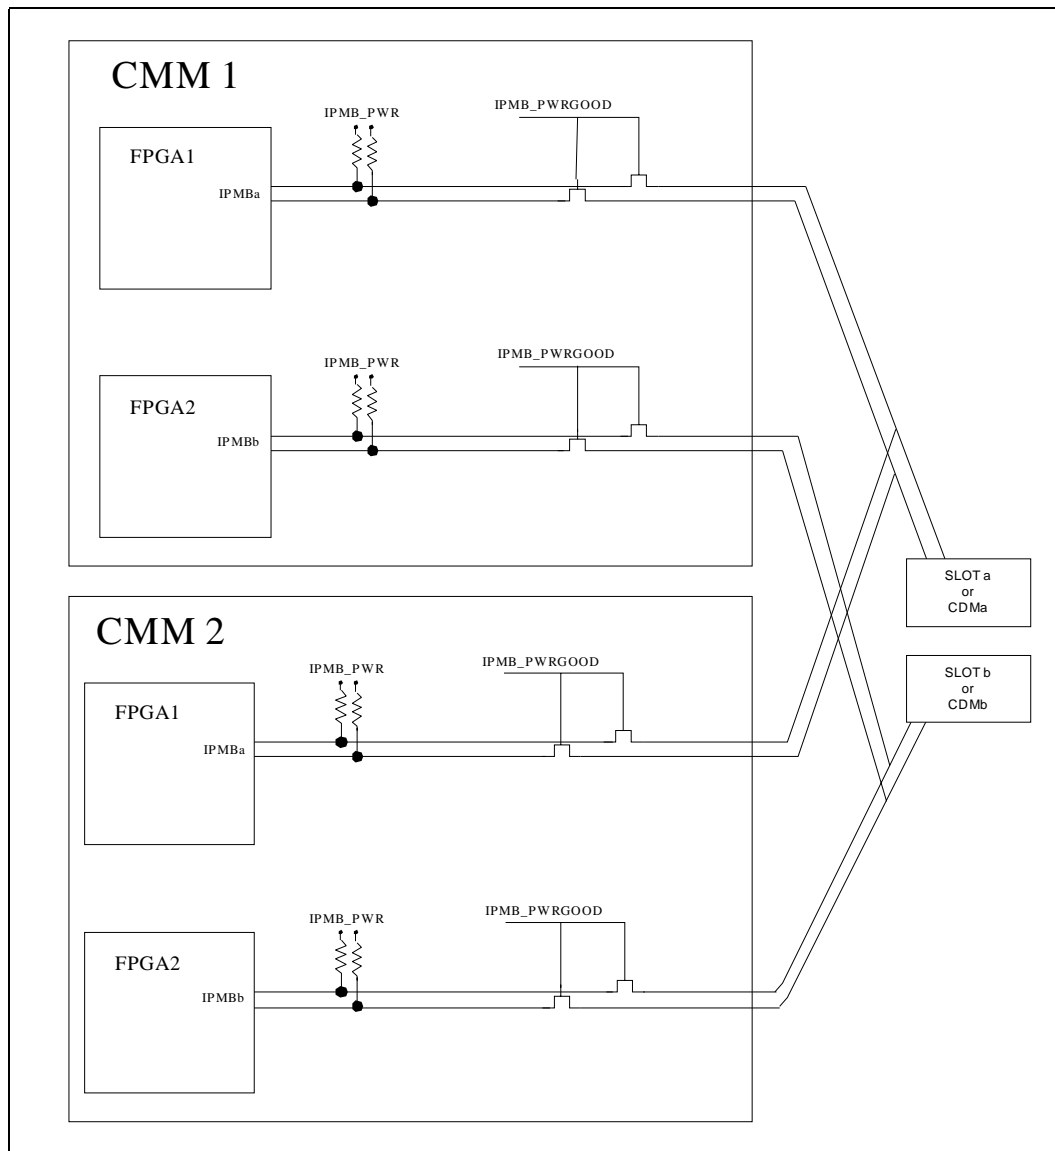 CMM 1
IPMB_PWR
IPMB_PWRGOOD
FPGA1
IPMBa
IPMB_PWR
IPMB_PWRGOOD
FPGA2
IPMBb
SLOT a
or
CDMa
CMM 2
IPMB_PWR
IPMB_PWRGOOD
SLOT b
or
CDMb
FPGA1
IPMBa
IPMB_PWR
IPMB_PWRGOOD
FPGA2
IPMBb